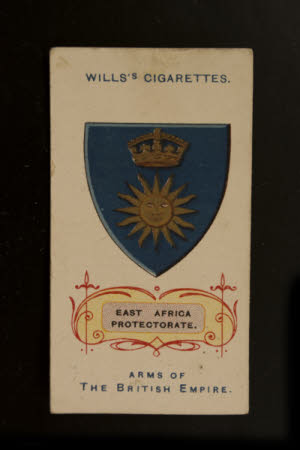 WILLS'S CIGARETTES.
EAST AFRICA
PROTECTORATE.
ARMS OF
THE BRITISH EMPIRE.